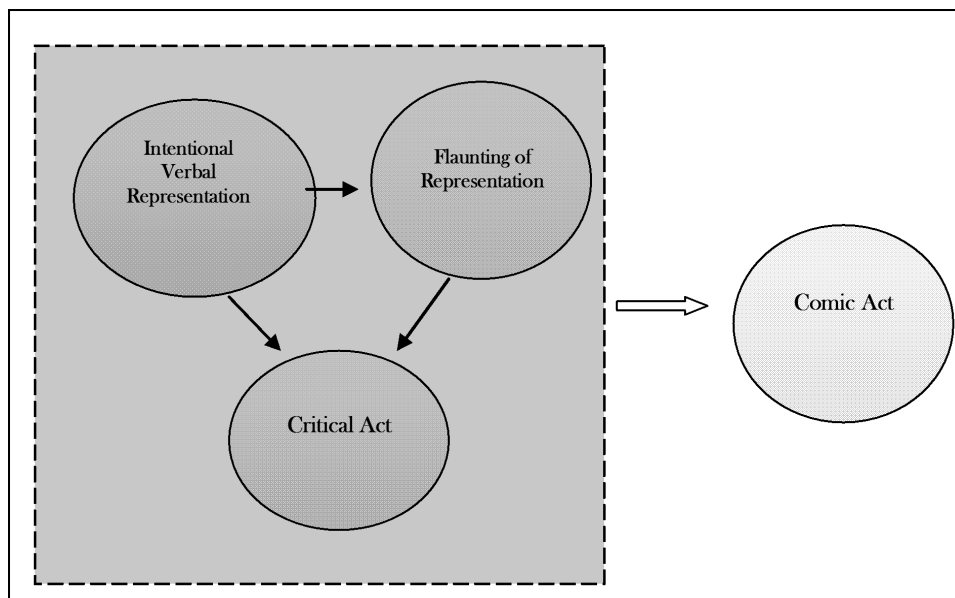 Intentional
Verbal
Representation
Flaunting of
Representation
Critical Act
Comic Act